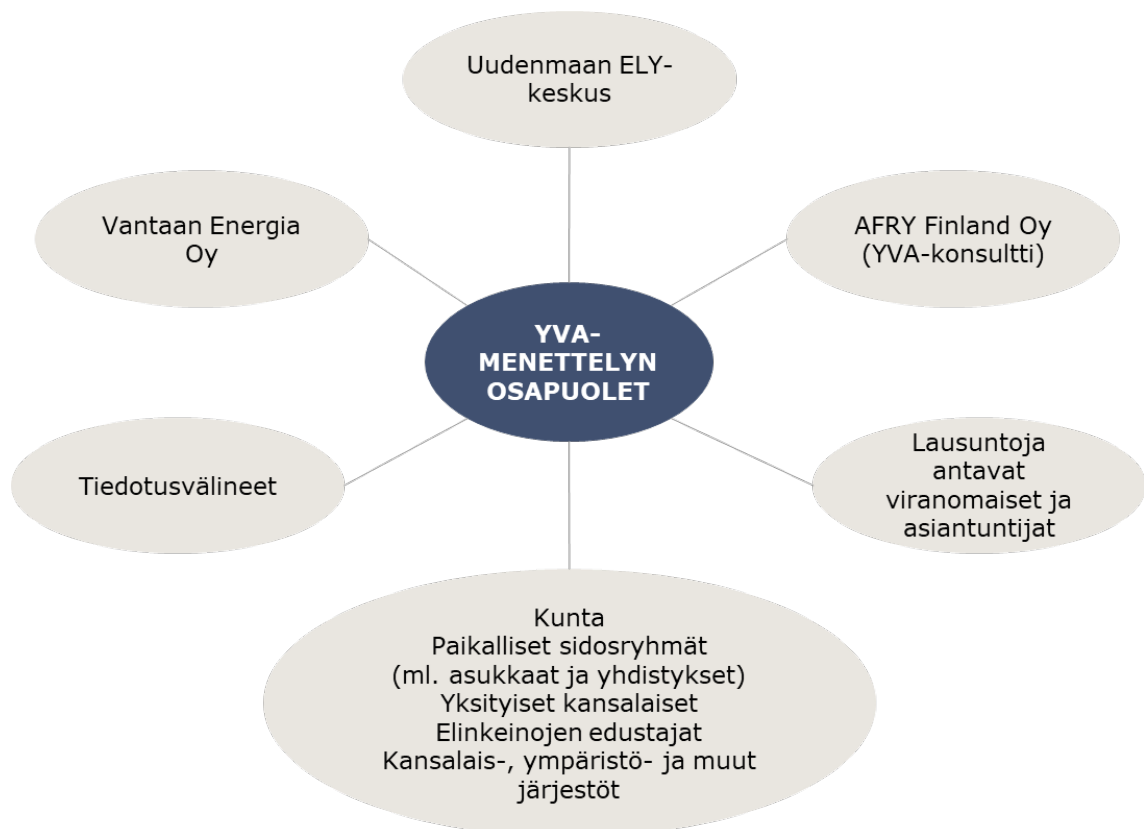 Uudenmaan ELY-
keskus
Vantaan Energia
Oy
AFRY Finland Oy
(YVA-konsultti)
YVA-
MENETTELYN
OSAPUOLET
Tiedotusvälineet
Lausuntoja
antavat
viranomaiset ja
asiantuntijat
Kunta
Paikalliset sidosryhmät
(ml. asukkaat ja yhdistykset)
Yksityiset kansalaiset
Elinkeinojen edustajat
Kansalais-, ympäristö- ja muut
järjestöt